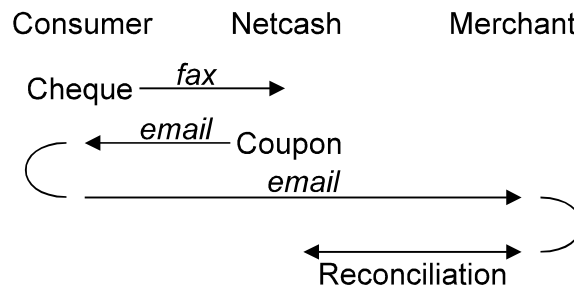 Consumer Netcash Merchant
fax
Cheque
email
Coupon
email
Reconciliation